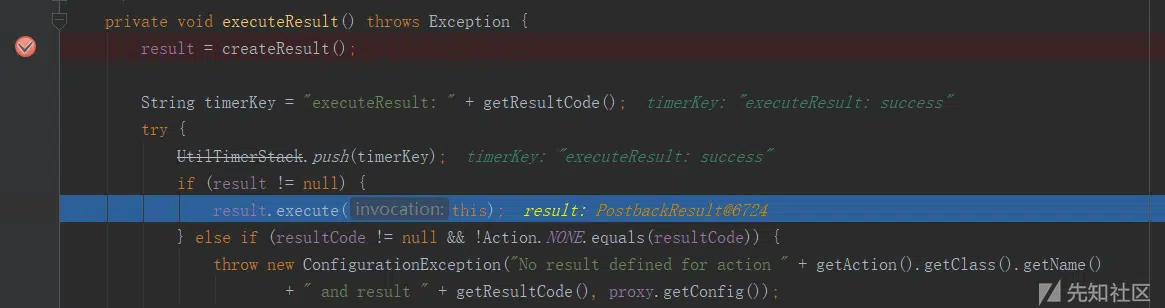 private void executeResult() throws Exception {
result = createResult();
String timerKey = "executeResult: " + getResultCode(); timerKey: "executeResult: success"
try {
UtilTimerStack.push(timerKey); timerKey: "executeResult: success"
if (result != null) {
result.execute( invocation: this); result: PostbackResult@6724
} else if (resultCode != null && !Action.NONE.equals(resultCode)) {
throw new ConfigurationException("No result defined for action " + getAction().getClass().getName()
+ " and result " + getResultCode(), proxy.getConfig());
先知社区